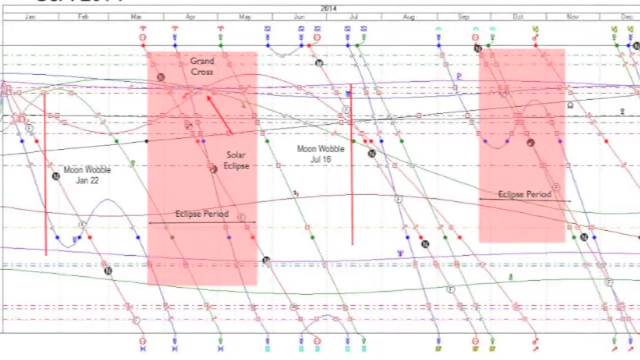 2014
Jan Feb Mar Apr May Jun Jul Aug Sep Oct Nov Dec
Grand
Cross
Solar
Eclipse
Moon Wobble
Jan 22
Moon Wobble
Jul 16
Eclipse Period
Eclipse Period